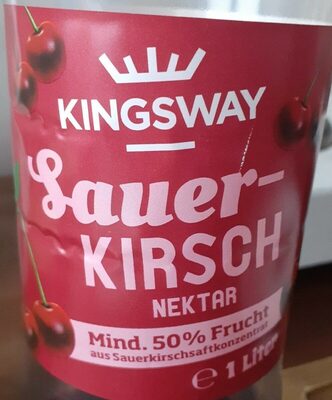 KINGSWAY
Sauer-
KIRSCH
NEKTAR
Mind. 50% Frucht
aus Sauerkirschsaftkonzentrat
e 1 Liter